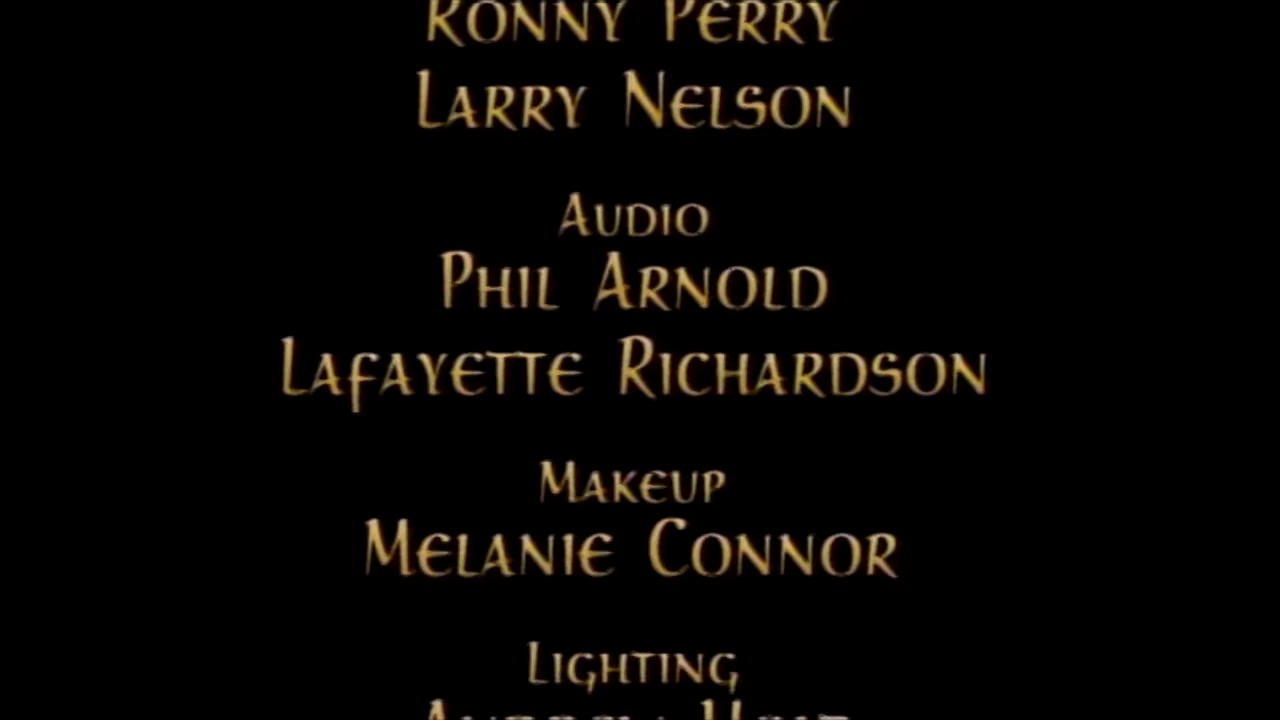 Ronny Perry
Larry Nelson
Audio
Phil Arnold
Lafayette Richardson
Makeup
Melanie Connor
Lighting